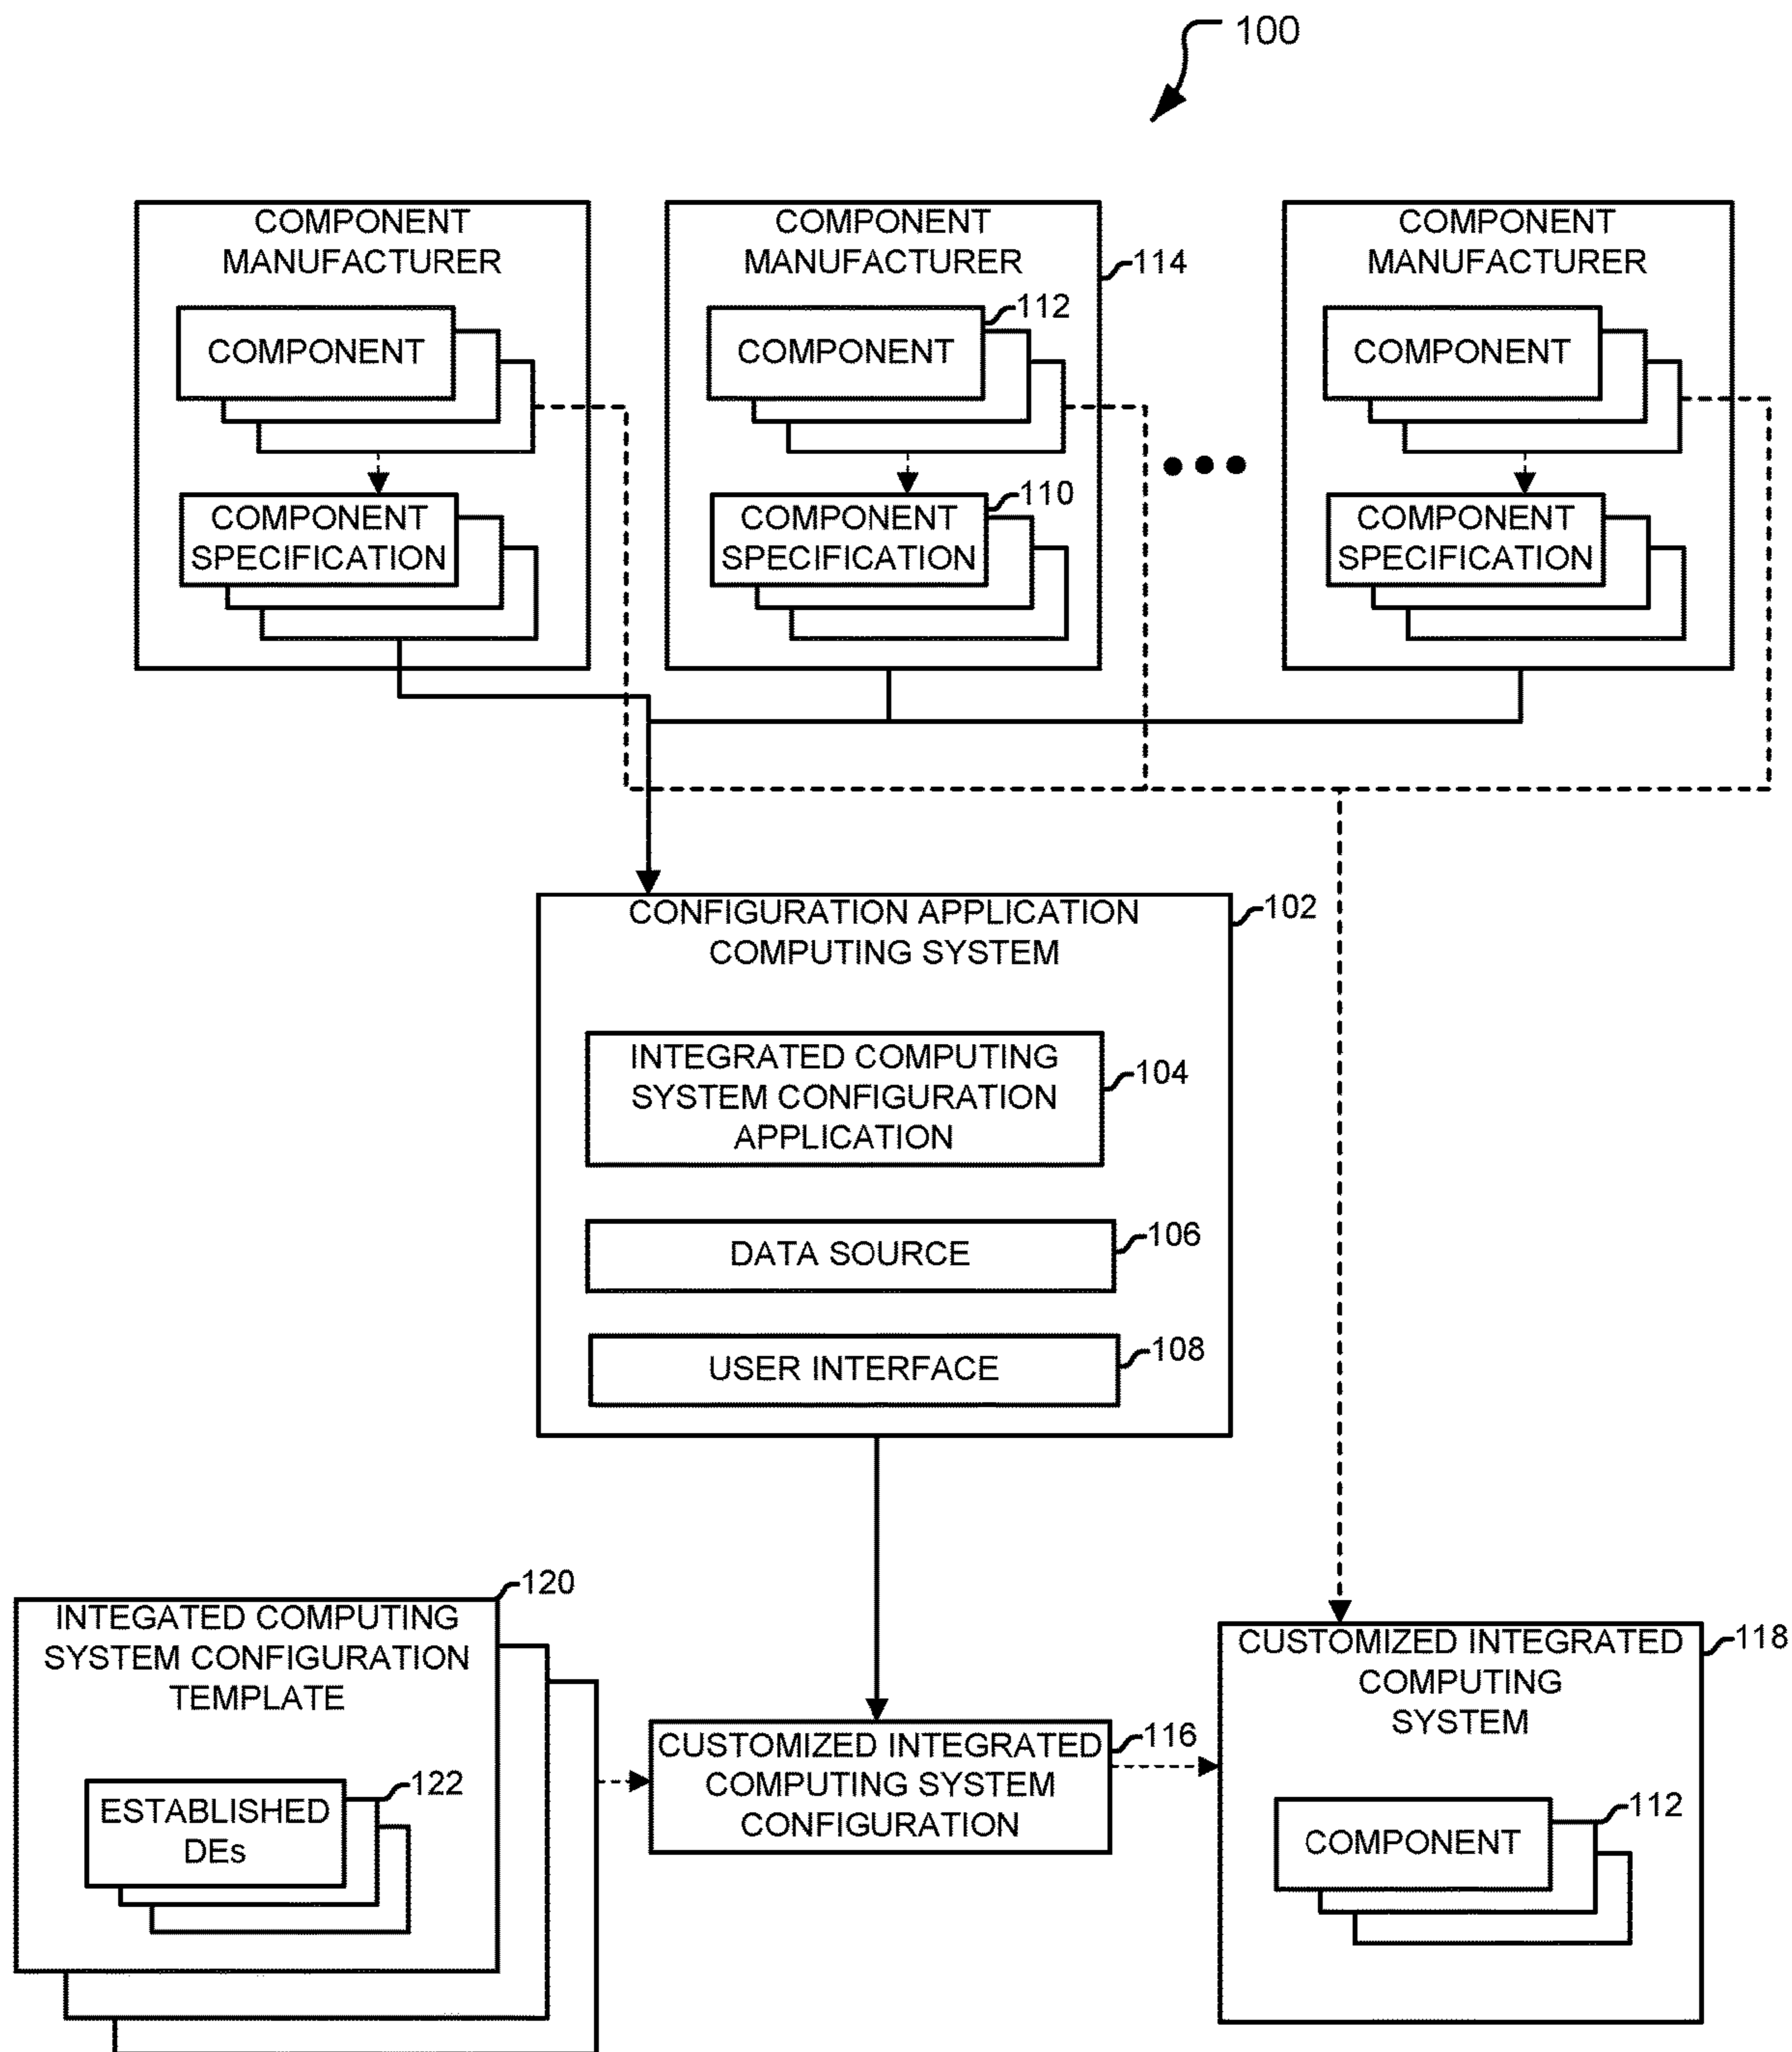 100
COMPONENT
MANUFACTURER
COMPONENT
COMPONENT
SPECIFICATION
COMPONENT
MANUFACTURER
114
112
COMPONENT
110
COMPONENT
SPECIFICATION
COMPONENT
MANUFACTURER
COMPONENT
COMPONENT
SPECIFICATION
CONFIGURATION APPLICATION
COMPUTING SYSTEM
102
INTEGRATED COMPUTING
SYSTEM CONFIGURATION
APPLICATION
104
DATA SOURCE
106
USER INTERFACE
108
120
INTEGATED COMPUTING
SYSTEM CONFIGURATION
TEMPLATE
122
ESTABLISHED
DEs
CUSTOMIZED INTEGRATED
COMPUTING SYSTEM
CONFIGURATION
116
CUSTOMIZED INTEGRATED
COMPUTING
SYSTEM
118
112
COMPONENT